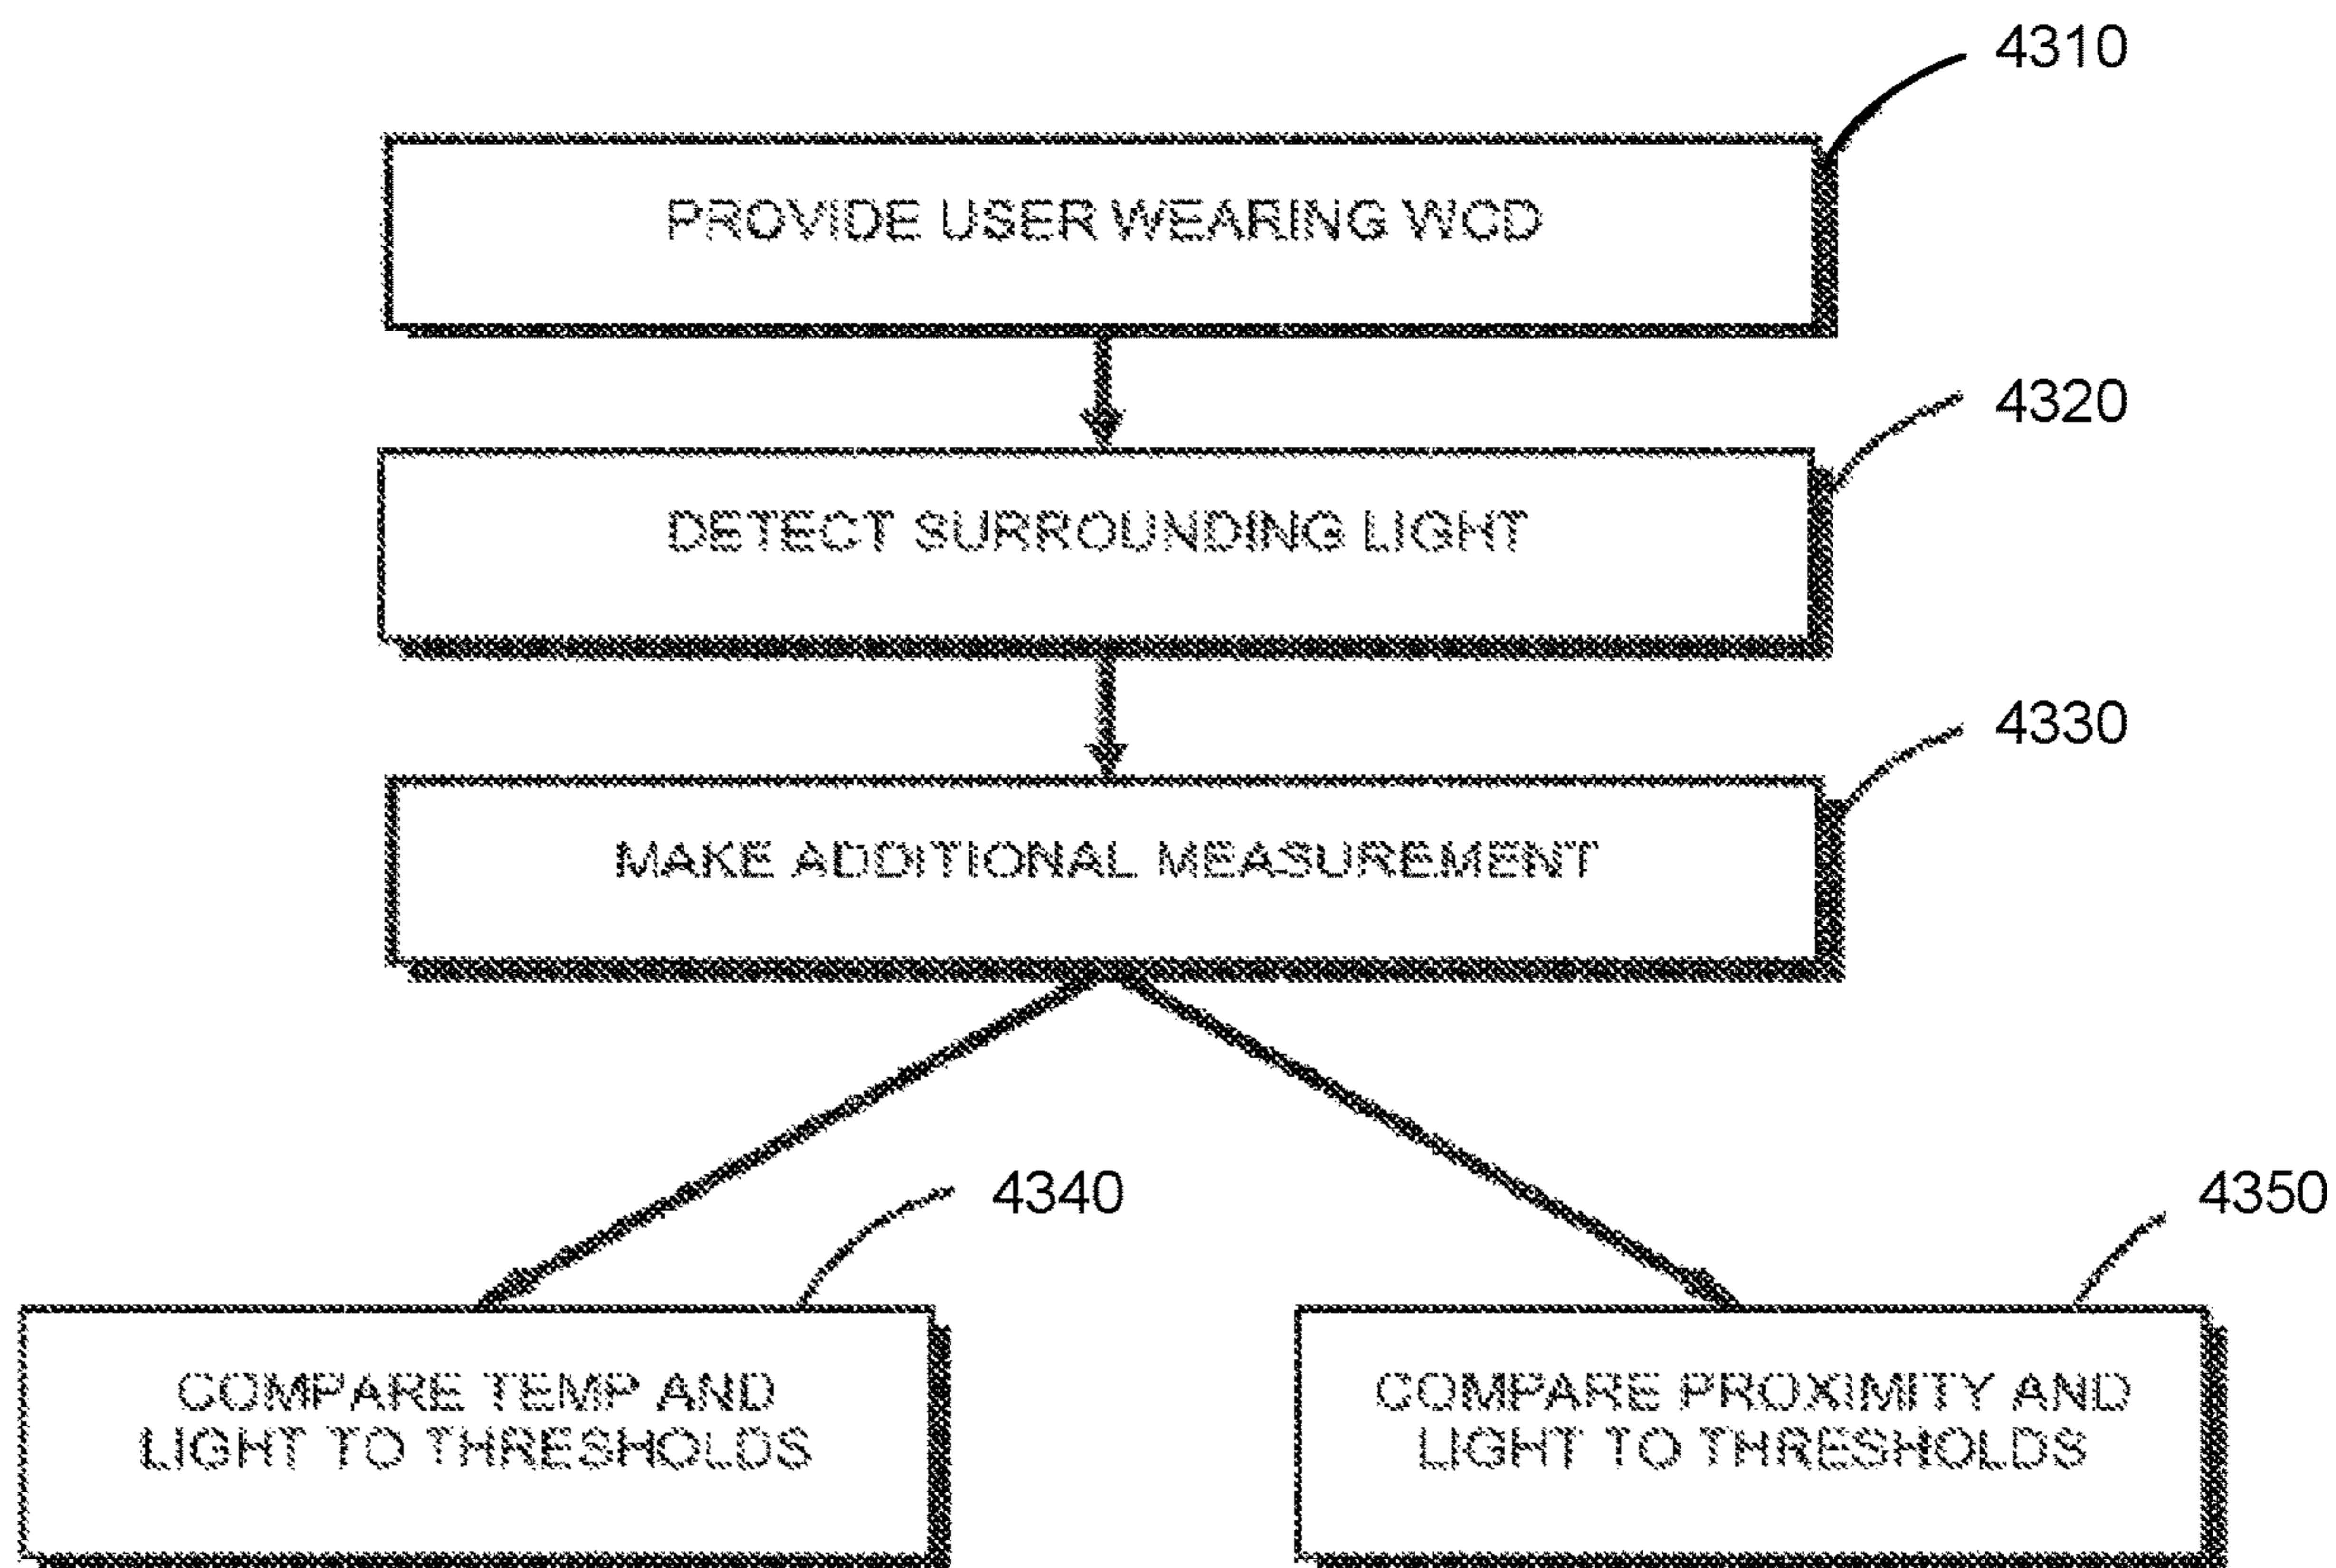 4310
PROVIDE USER WEARING WCD
4320
DETECT SURROUNDING LIGHT
4330
MAKE ADDITIONAL MEASUREMENT
4340
4350
COMPARE TEMP AND
LIGHT TO THRESHOLDS
COMPARE PROXIMITY AND
LIGHT TO THRESHOLDS